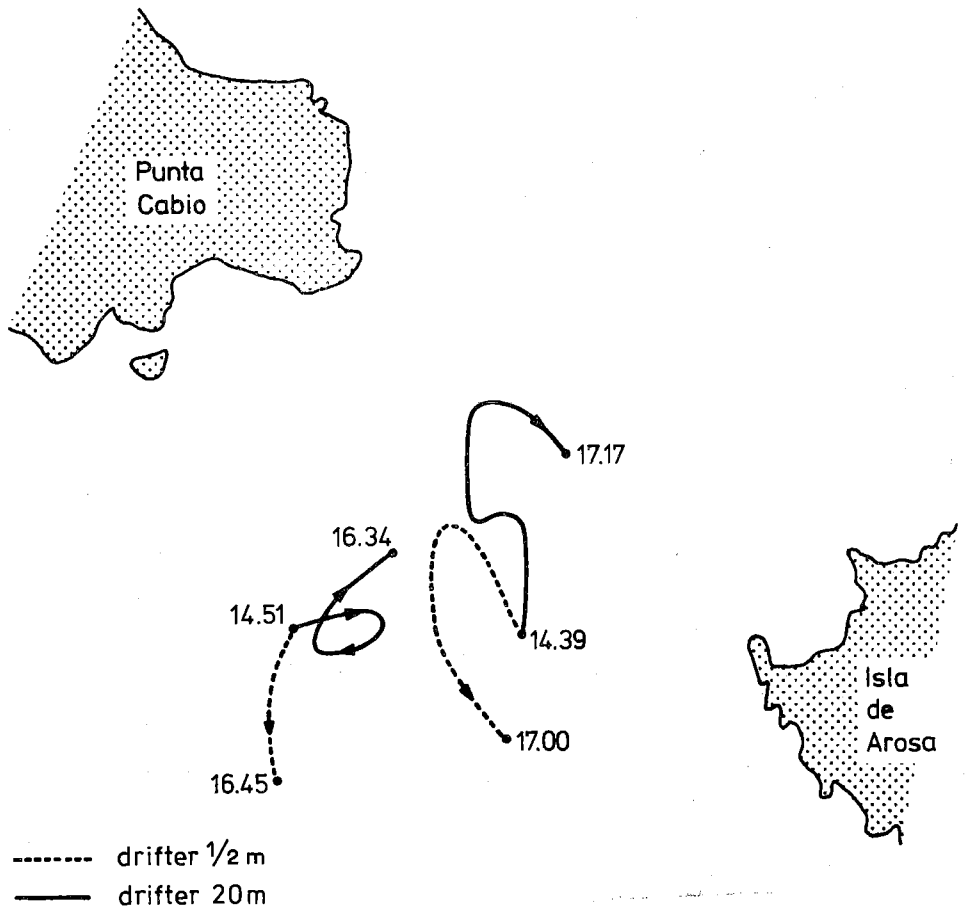 Punta
Cabio
17.17
16.34
14.51
14.39
Isla
de
Arosa
17.00
16.45
drifter 1/2 m
drifter 20m